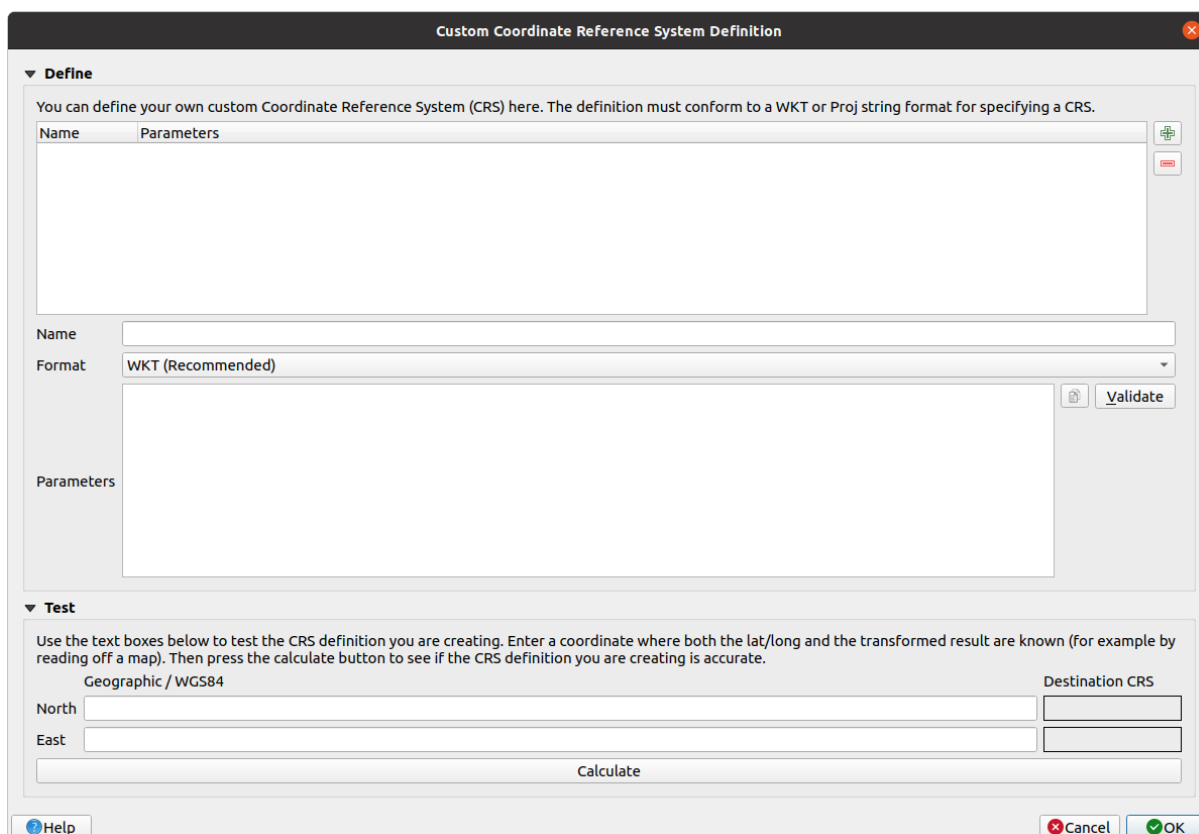 Custom Coordinate Reference System Definition
Define
You can define your own custom Coordinate Reference System (CRS) here. The definition must conform to a WKT or Proj string format for specifying a CRS.
Name Parameters
Name
Format WKT (Recommended)
Validate
Parameters
Test
Use the text boxes below to test the CRS definition you are creating. Enter a coordinate where both the lat/long and the transformed result are known (for example by
reading off a map). Then press the calculate button to see if the CRS definition you are creating is accurate.
Geographic / WGS84 Destination CRS
North
East
Calculate
Help Cancel OK